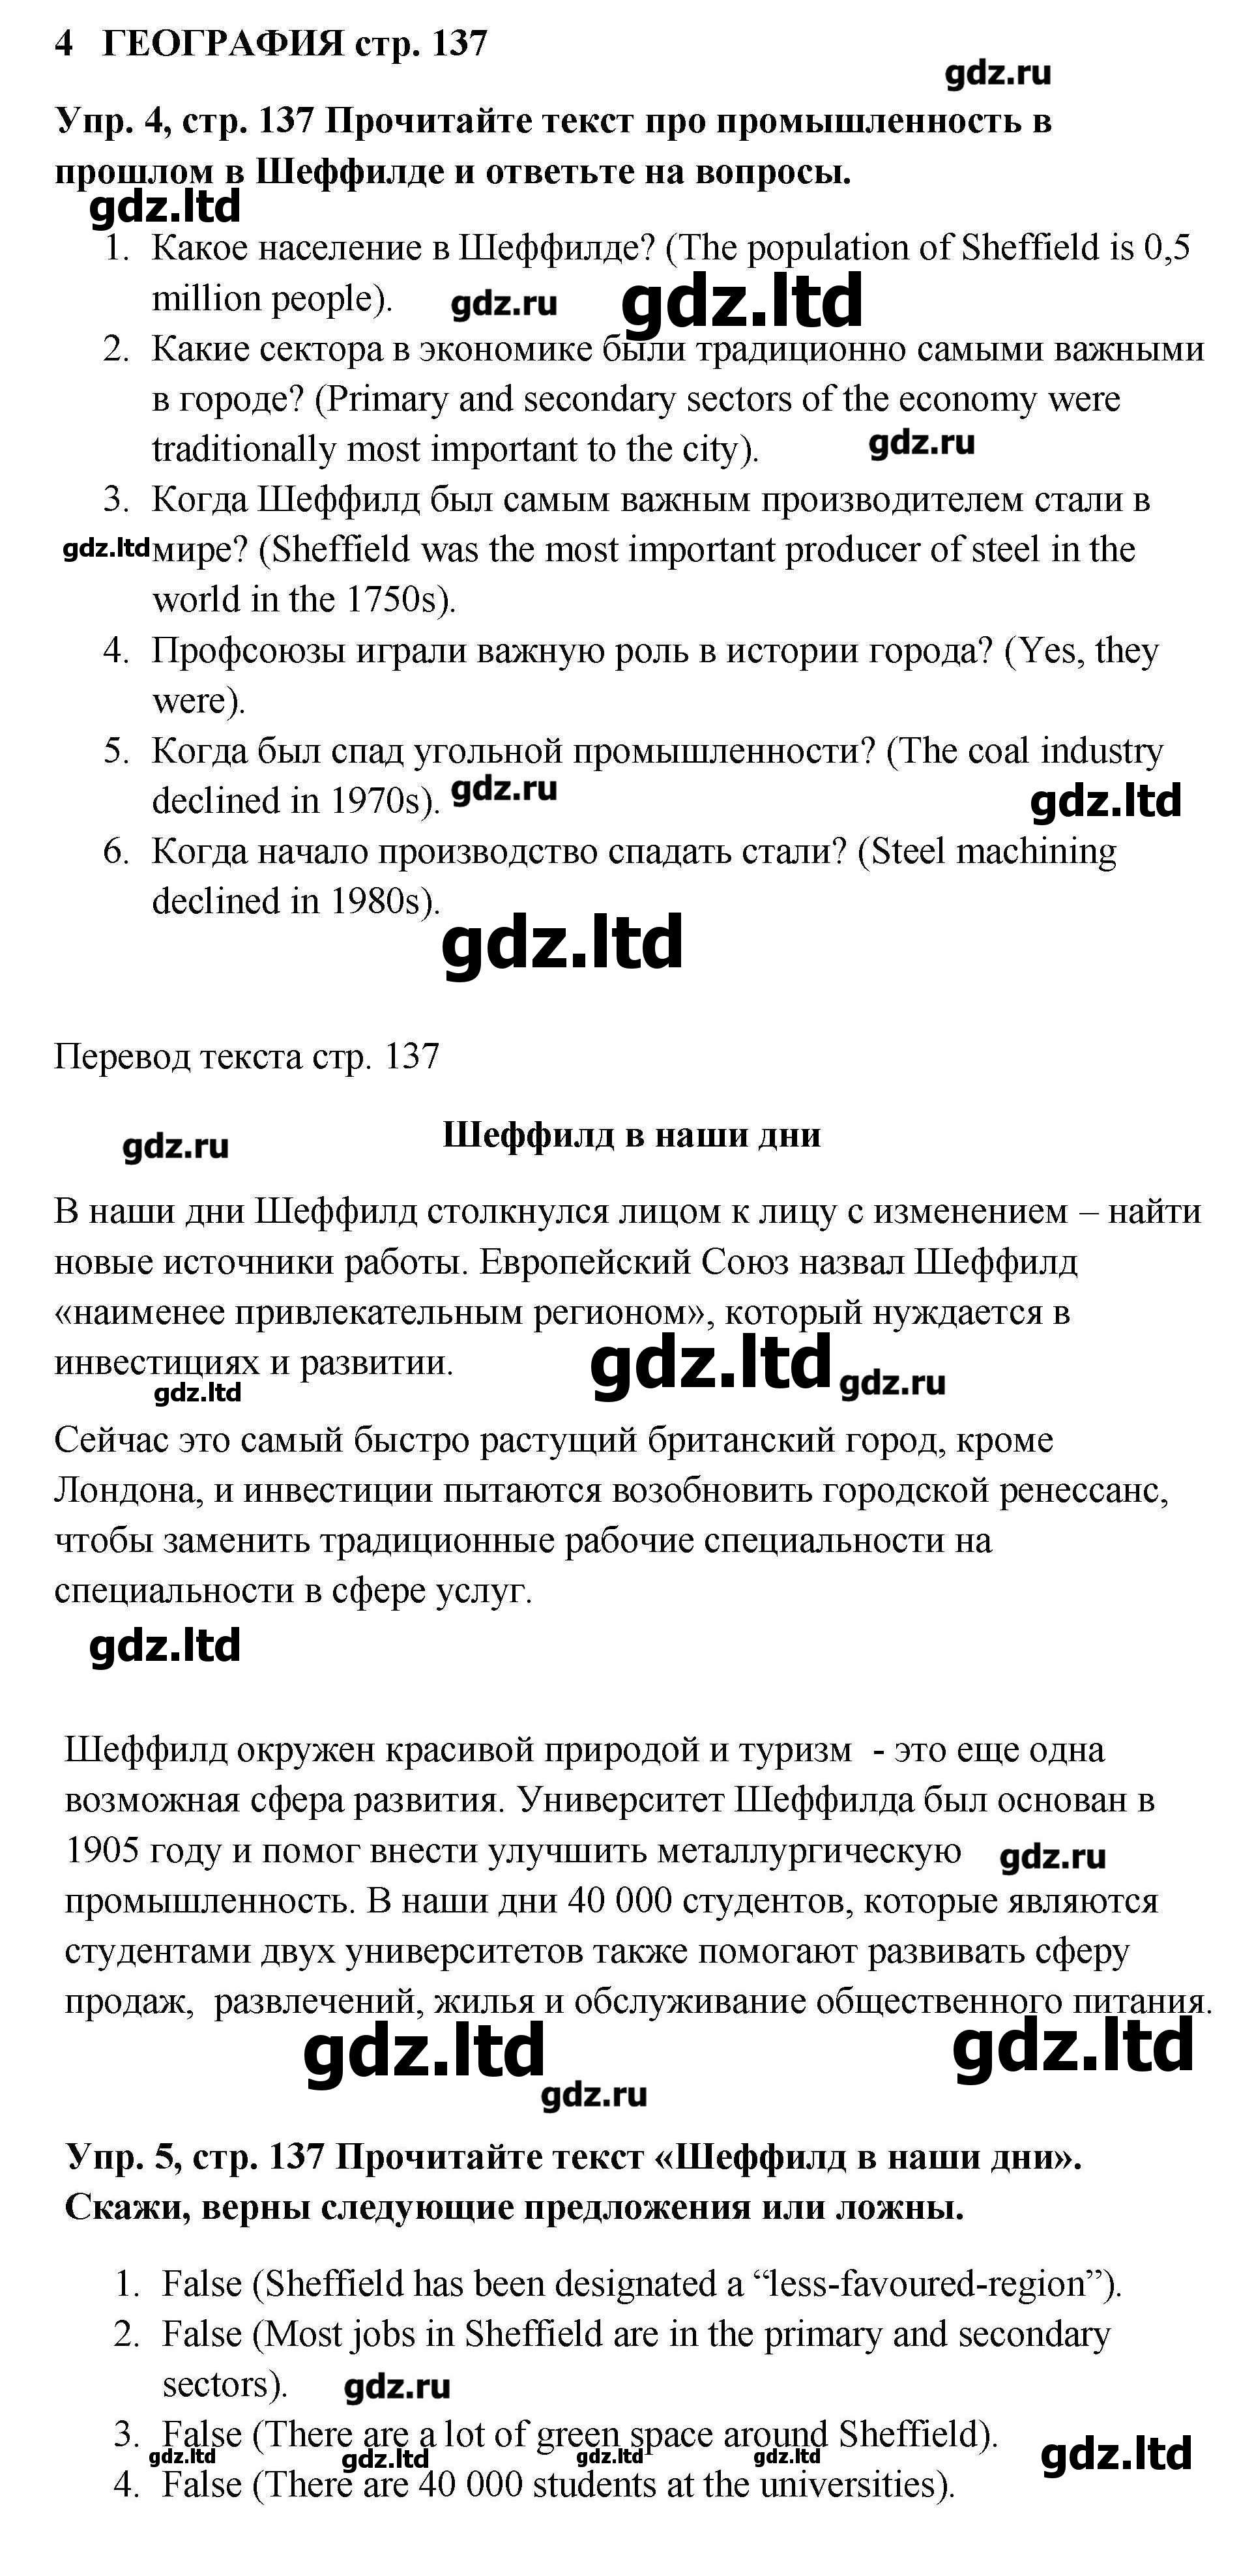 4 ГЕОГРАФИЯ стр. 137
gdz.ru
Упр. 4, стр. 137 Прочитайте текст про промышленность в
прошлом в Шеффилде и ответьте на вопросы.
gdz.ltd
1. Какое население в Шеффилде? (The population of Sheffield is 0,5
million people).
gdz.ru
gdz.ltd
2. Какие сектора в экономике были традиционно самыми важными
в городе? (Primary and secondary sectors of the economy were
traditionally most important to the city).
gdz.ru
3. Когда Шеффилд был самым важным производителем стали в
gdz.ltd
мире? (Sheffield was the most important producer of steel in the
world in the 1750s).
4. Профсоюзы играли важную роль в истории города? (Yes, they
were).
5. Когда был спад угольной промышленности? (The coal industry
declined in 1970s).
gdz.ru
gdz.ltd
6. Когда начало производство спадать стали? (Steel machining
declined in 1980s).
gdz.ltd
Перевод текста стр. 137
gdz.ru
Шеффилд в наши дни
В наши дни Шеффилд столкнулся лицом к лицу с изменением – найти
новые источники работы. Европейский Союз назвал Шеффилд
«наименее привлекательным регионом», который нуждается в
инвестициях и развитии.
gdz.ltd
gdz.ru
gdz.ltd
Сейчас это самый быстро растущий британский город, кроме
Лондона, и инвестиции пытаются возобновить городской ренессанс,
чтобы заменить традиционные рабочие специальности на
специальности в сфере услуг.
gdz.ltd
Шеффилд окружен красивой природой и туризм - это еще одна
возможная сфера развития. Университет Шеффилда был основан в
1905 году и помог внести улучшить металлургическую
gdz.ru
промышленность. В наши дни 40 000 студентов, которые являются
студентами двух университетов также помогают развивать сферу
продаж, развлечений, жилья и обслуживание общественного питания.
gdz.ltd
gdz.ltd
gdz.ru
Упр. 5, стр. 137 Прочитайте текст «Шеффилд в наши дни».
Скажи, верны следующие предложения или ложны.
1. False (Sheffield has been designated a “less-favoured-region”).
2. False (Most jobs in Sheffield are in the primary and secondary
sectors).
gdz.ru
3. False (There are a lot of green space around Sheffield).
gdz.ltd
gdz.ltd
gdz.ltd
gdz.ltd
gdz.ltd
4. False (There are 40 000 students at the universities).